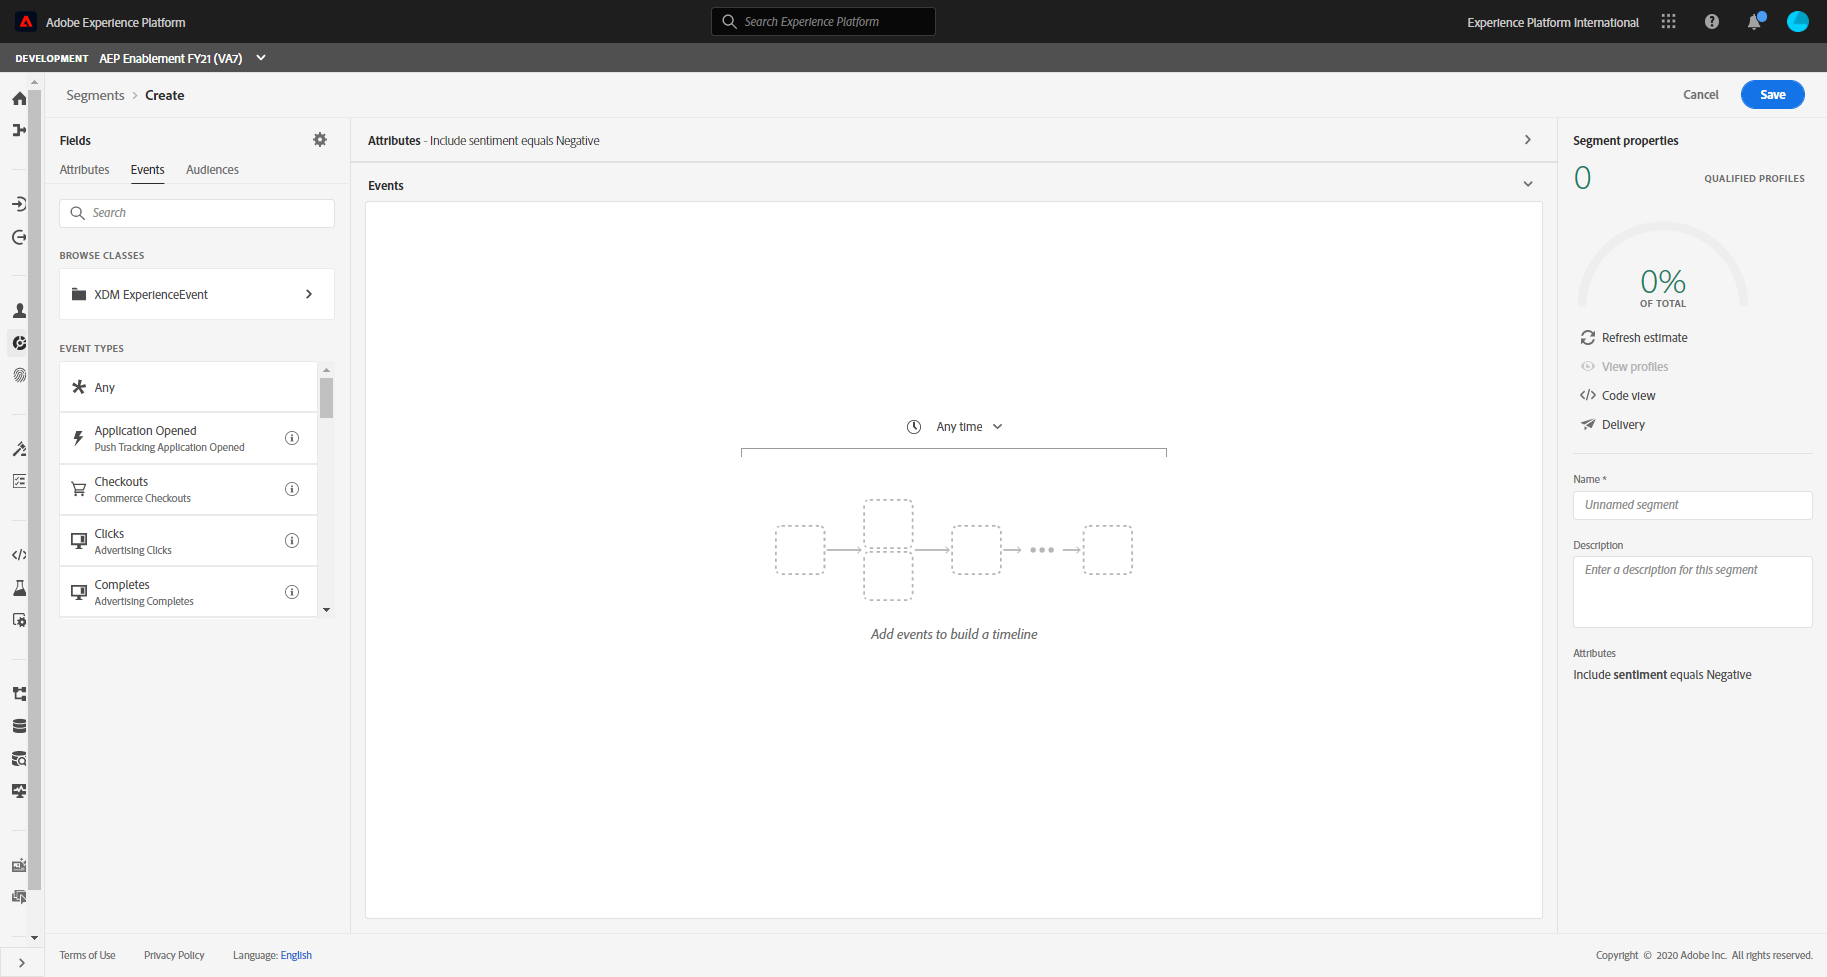 Adobe Experience Platform
Search Experience Platform
Experience Platform International
DEVELOPMENT AEP Enablement FY21 (VA7)
Segments > Create
Cancel
Save
Fields
Attributes Events Audiences
Search
BROWSE CLASSES
XDM ExperienceEvent
EVENT TYPES
Any
Application Opened
Push Tracking Application Opened
Checkouts
Commerce Checkouts
Clicks
Advertising Clicks
Completes
Advertising Completes
Attributes - Include sentiment equals Negative
Events
Any time
Add events to build a timeline
Segment properties
0 QUALIFIED PROFILES
0%
OF TOTAL
Refresh estimate
View profiles
Code view
Delivery
Name *
Unnamed segment
Description
Enter a description for this segment
Attributes
Include sentiment equals Negative
Terms of Use Privacy Policy Language: English
Copyright © 2020 Adobe Inc. All rights reserved.